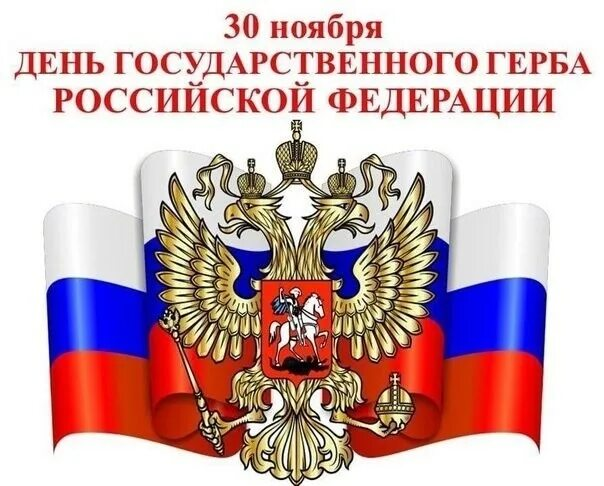 30 ноября
ДЕНЬ ГОСУДАРСТВЕННОГО ГЕРБА
РОССИЙСКОЙ ФЕДЕРАЦИИ